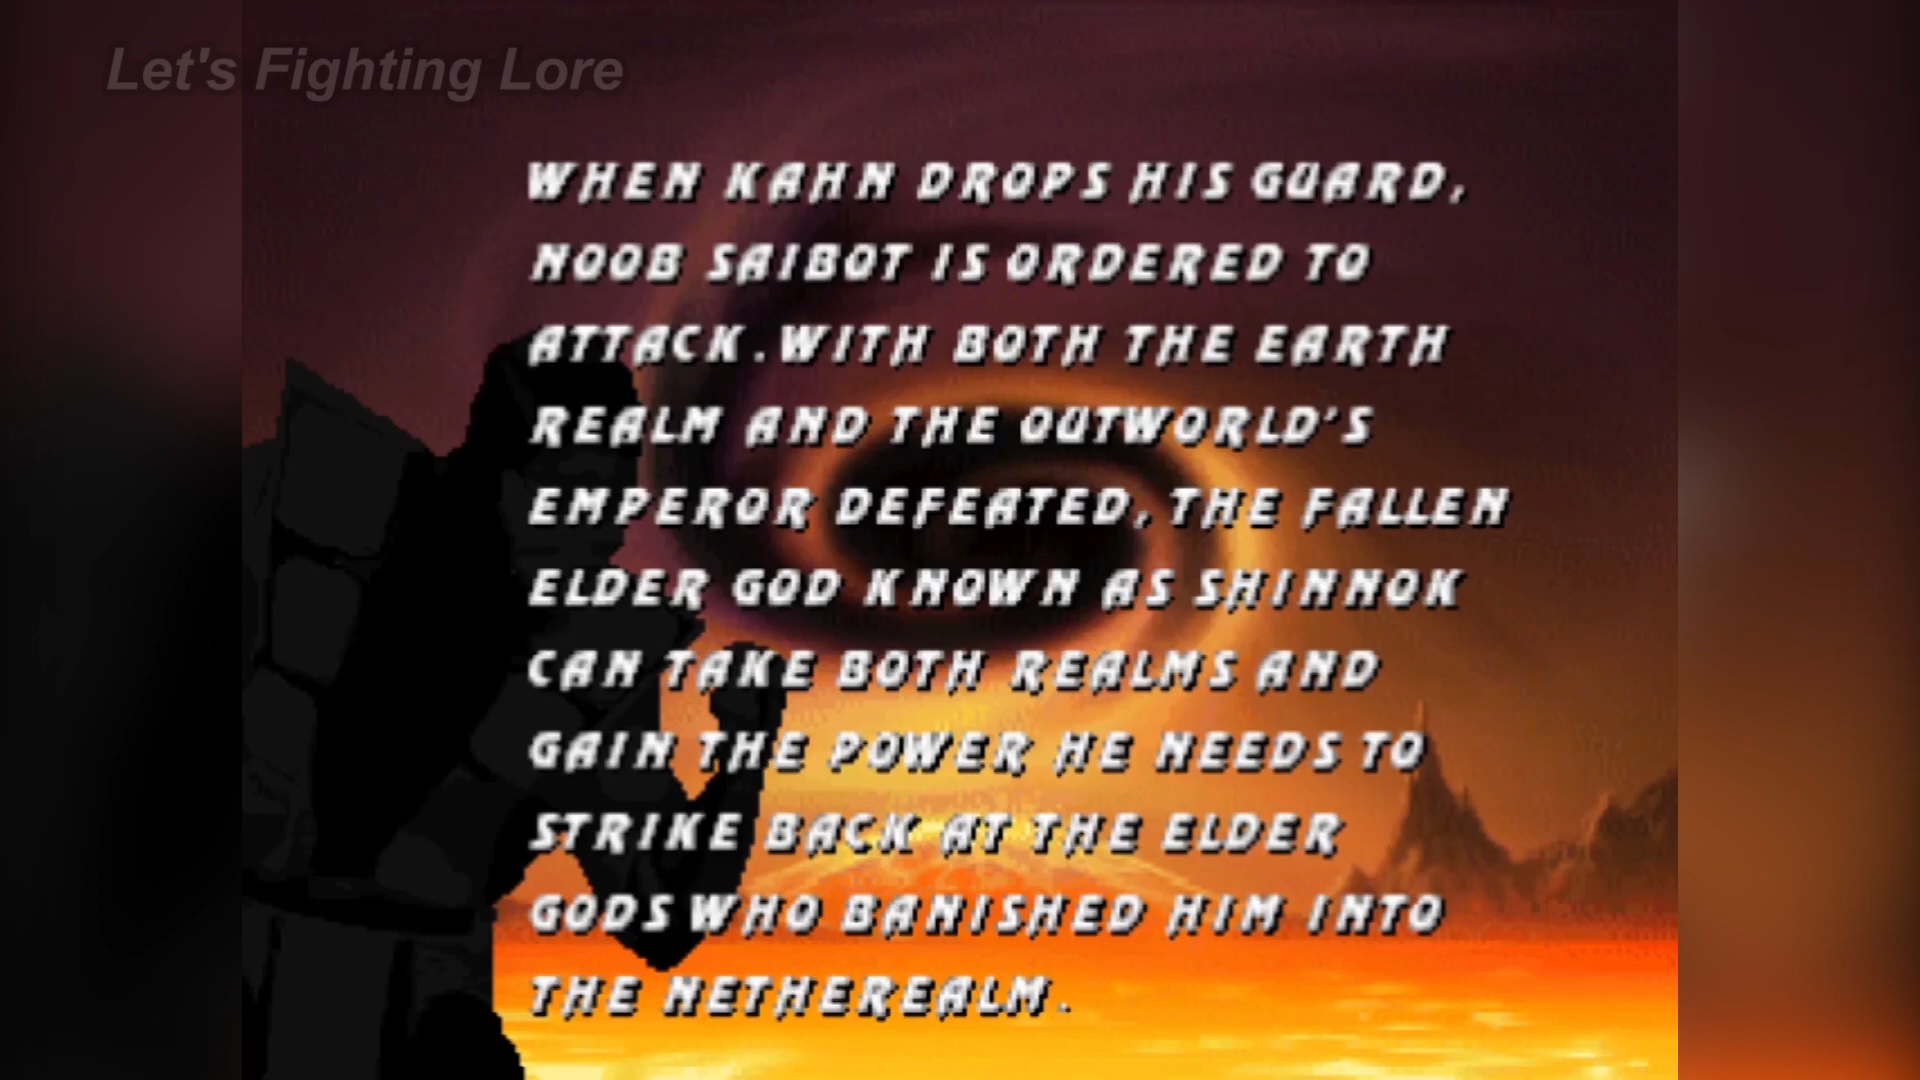 Let's Fighting Lore
WHEN KAHN DROPS HIS GUARD,
NOOB SAIBOT IS ORDERED TO
ATTACK.WITH BOTH THE EARTH
REALM AND THE OUTWORLD'S
EMPEROR DEFEATED,THE FALLEN
ELDER GOD KNOWN AS SHINNOK
CAN TAKE BOTH REALMS AND
GAIN THE POWER HE NEEDS TO
STRIKE BACK AT THE ELDER
GODS WHO BANISHED HIM INTO
THE NETHEREALM.